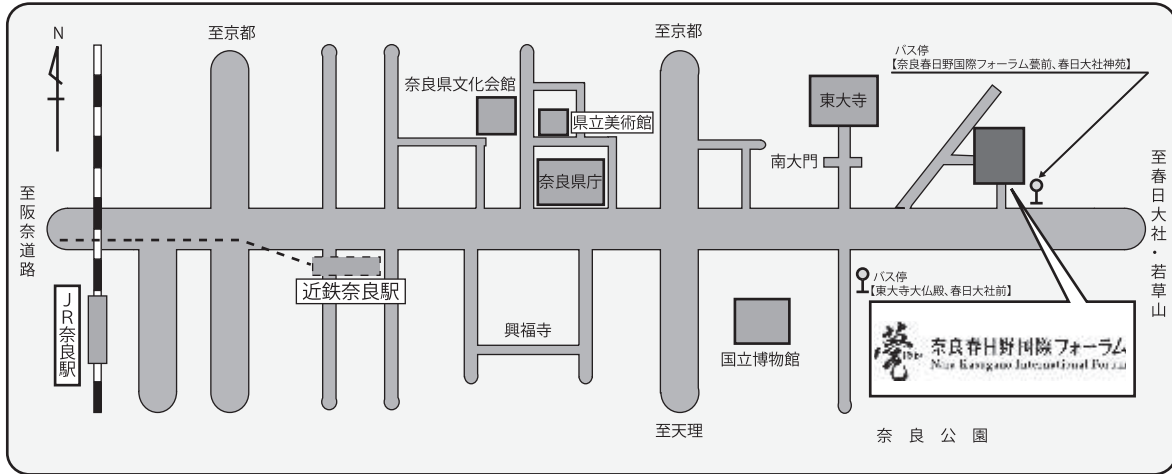 N
至京都
至京都
バス停
【奈良春日野国際フォーラム甍前、春日大社神苑】
奈良県文化会館
県立美術館
東大寺
奈良県庁
南大門
至阪奈道路
至春日大社・若草山
近鉄奈良駅
JR奈良駅
バス停
【東大寺大仏殿、春日大社前】
興福寺
国立博物館
甍
奈良春日野国際フォーラム
Nara Kasugano International Forum
至天理
奈良公園